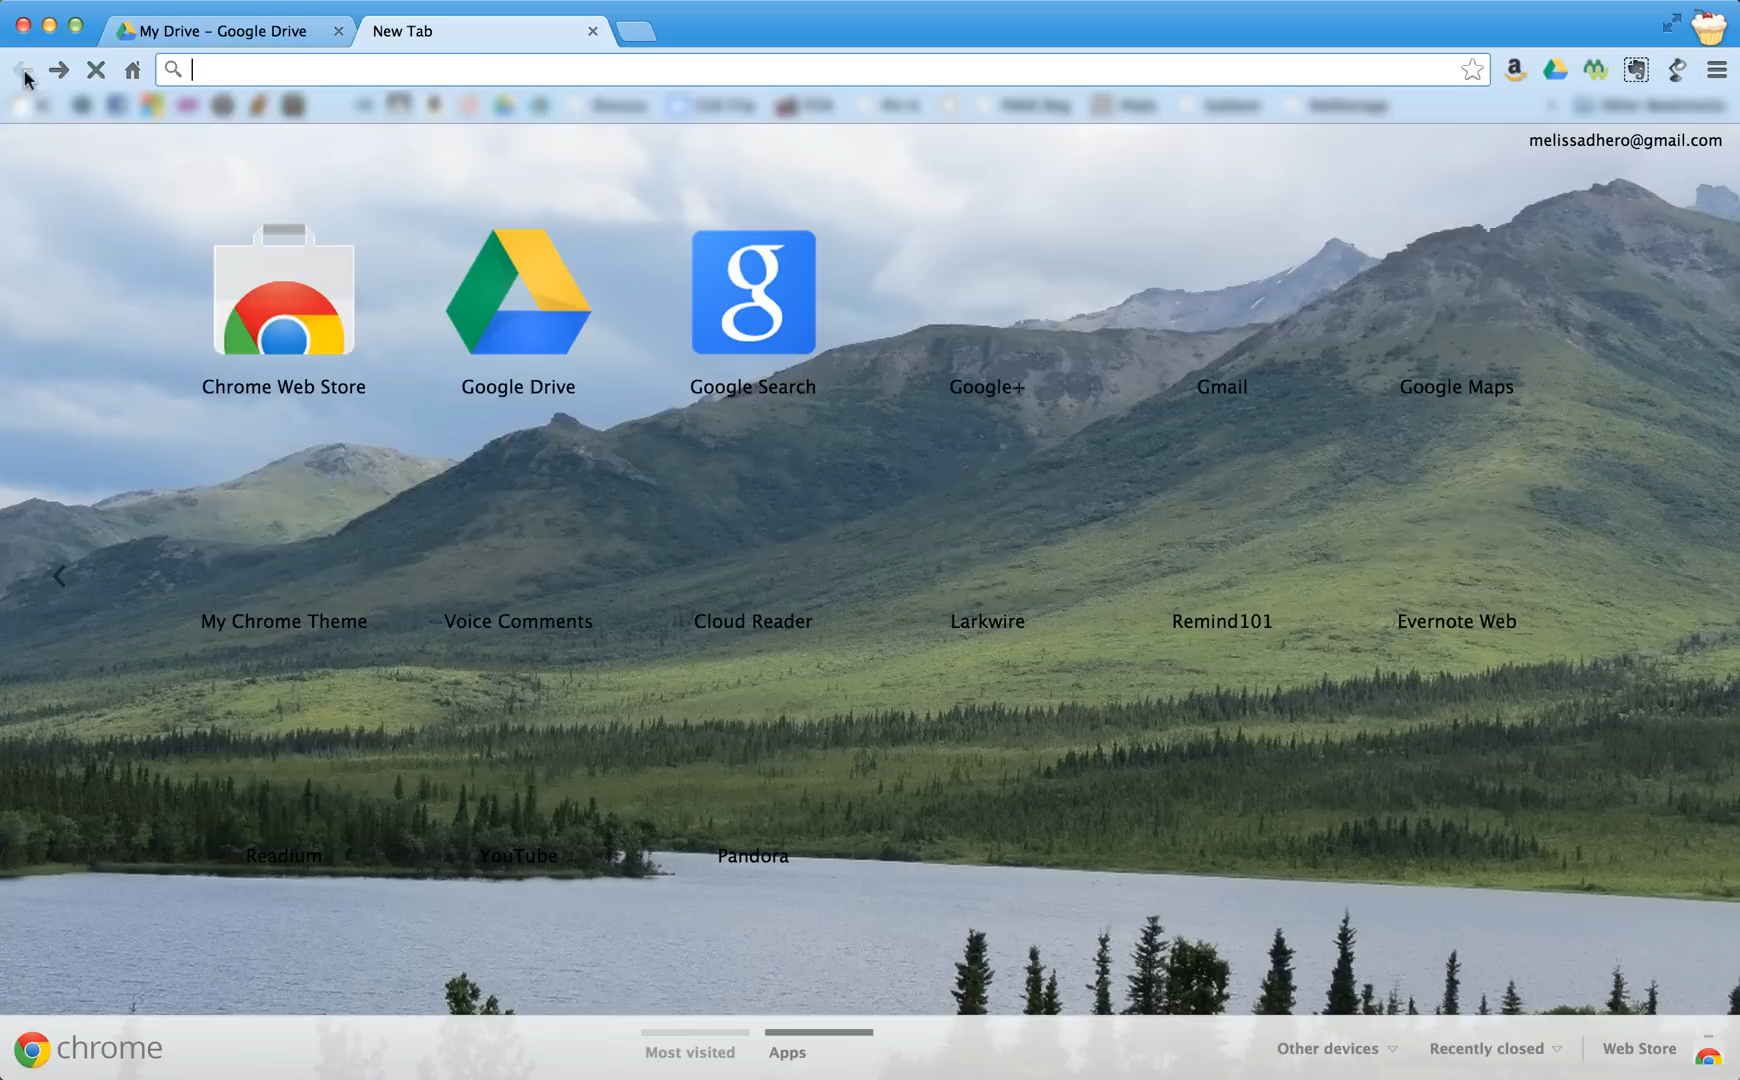 My Drive – Google Drive
New Tab
melissadhero@gmail.com
Chrome Web Store
Google Drive
Google Search
Google+
Gmail
Google Maps
My Chrome Theme
Voice Comments
Cloud Reader
Larkwire
Remind101
Evernote Web
Readium
YouTube
Pandora
chrome
Most visited
Apps
Other devices
Recently closed
Web Store